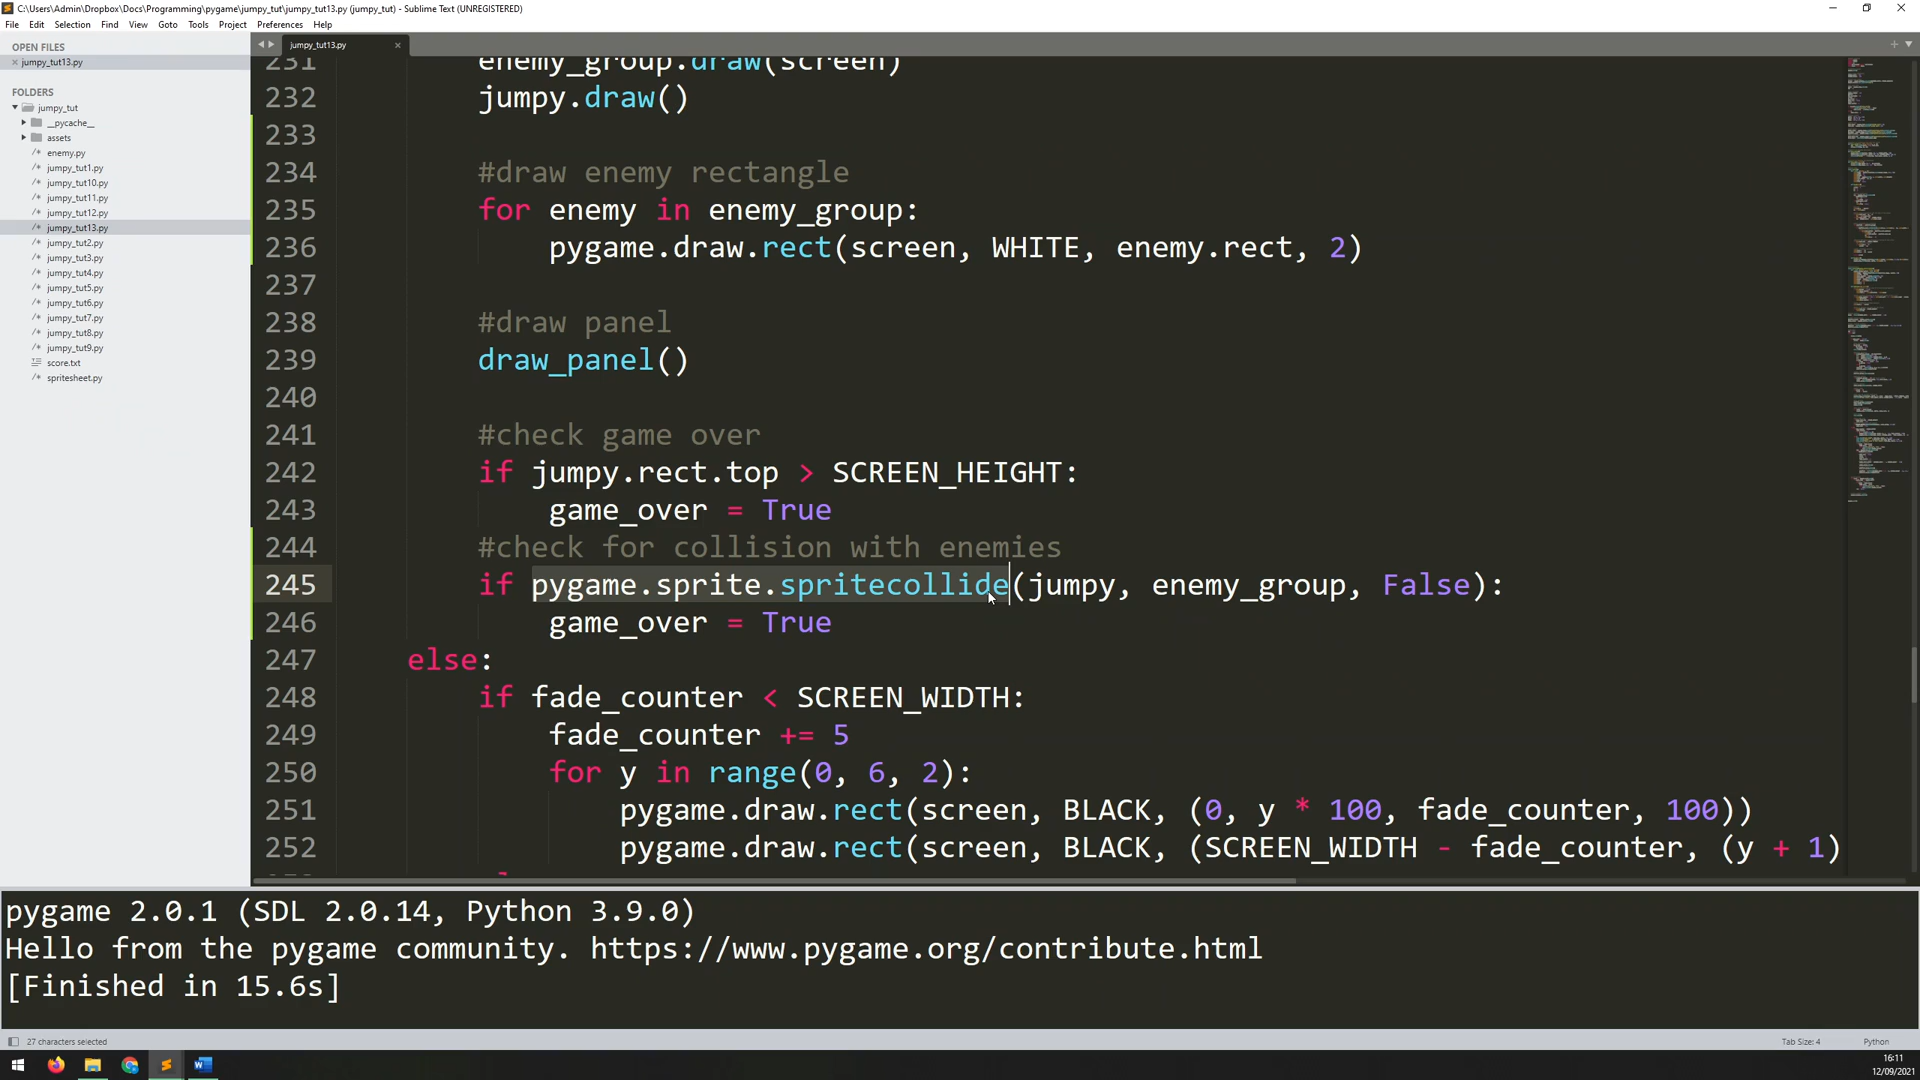 C:\Users\Admin\Dropbox\Docs\Programming\pygame\jumpy_tut\jumpy_tut13.py (jumpy_tut) - Sublime Text (UNREGISTERED)
File Edit Selection Find View Goto Tools Project Preferences Help
OPEN FILES
× jumpy_tut13.py
FOLDERS
jumpy_tut
__pycache__
assets
/* enemy.py
/* jumpy_tut1.py
/* jumpy_tut10.py
/* jumpy_tut11.py
/* jumpy_tut12.py
/* jumpy_tut13.py
/* jumpy_tut2.py
/* jumpy_tut3.py
/* jumpy_tut4.py
/* jumpy_tut5.py
/* jumpy_tut6.py
/* jumpy_tut7.py
/* jumpy_tut8.py
/* jumpy_tut9.py
score.txt
/* spritesheet.py
jumpy_tut13.py ×
231 enemy_group.draw(screen)
232 jumpy.draw()
233
234 #draw enemy rectangle
235 for enemy in enemy_group:
236 pygame.draw.rect(screen, WHITE, enemy.rect, 2)
237
238 #draw panel
239 draw_panel()
240
241 #check game over
242 if jumpy.rect.top > SCREEN_HEIGHT:
243 game_over = True
244 #check for collision with enemies
245 if pygame.sprite.spritecollide(jumpy, enemy_group, False):
246 game_over = True
247 else:
248 if fade_counter < SCREEN_WIDTH:
249 fade_counter += 5
250 for y in range(0, 6, 2):
251 pygame.draw.rect(screen, BLACK, (0, y * 100, fade_counter, 100))
252 pygame.draw.rect(screen, BLACK, (SCREEN_WIDTH - fade_counter, (y + 1)
pygame 2.0.1 (SDL 2.0.14, Python 3.9.0)
Hello from the pygame community. https://www.pygame.org/contribute.html
[Finished in 15.6s]
27 characters selected
Tab Size: 4
Python
16:11
12/09/2021